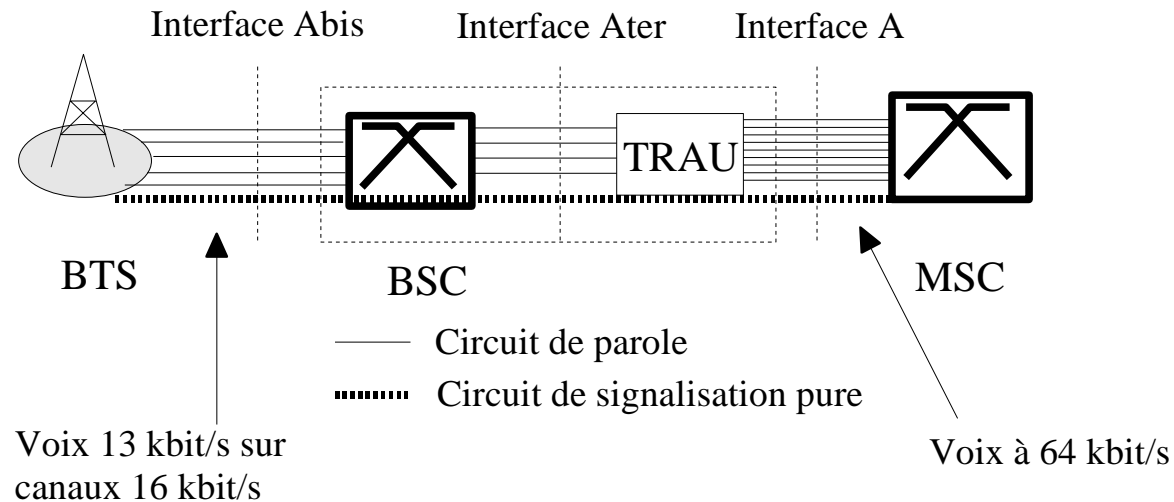 Interface Abis
Interface Ater
Interface A
TRAU
BTS
BSC
MSC
Circuit de parole
Circuit de signalisation pure
Voix 13 kbit/s sur
canaux 16 kbit/s
Voix à 64 kbit/s